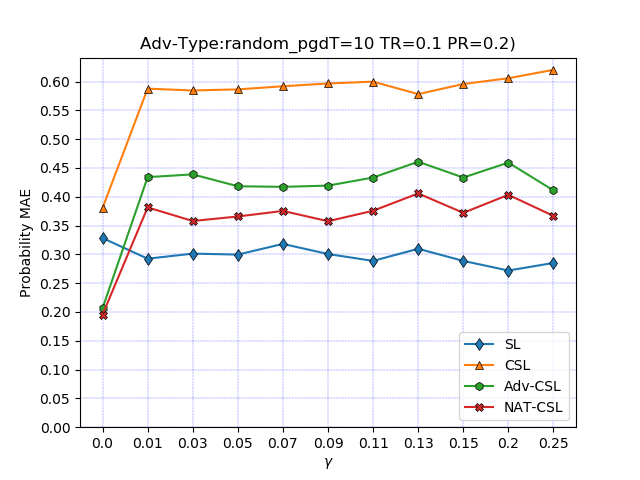 Adv-Type:random_pgdT=10 TR=0.1 PR=0.2)
Probability MAE
0.60
0.55
0.50
0.45
0.40
0.35
0.30
0.25
0.20
0.15
0.10
0.05
0.00
SL
CSL
Adv-CSL
NAT-CSL
0.0 0.01 0.03 0.05 0.07 0.09 0.11 0.13 0.15 0.2 0.25
γ